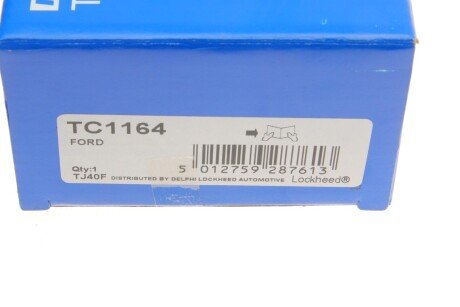 TC1164
FORD
Qty:1
5 012759 287613
TJ40F DISTRIBUTED BY DELPHI LOCKHEED AUTOMOTIVE Lockheed®